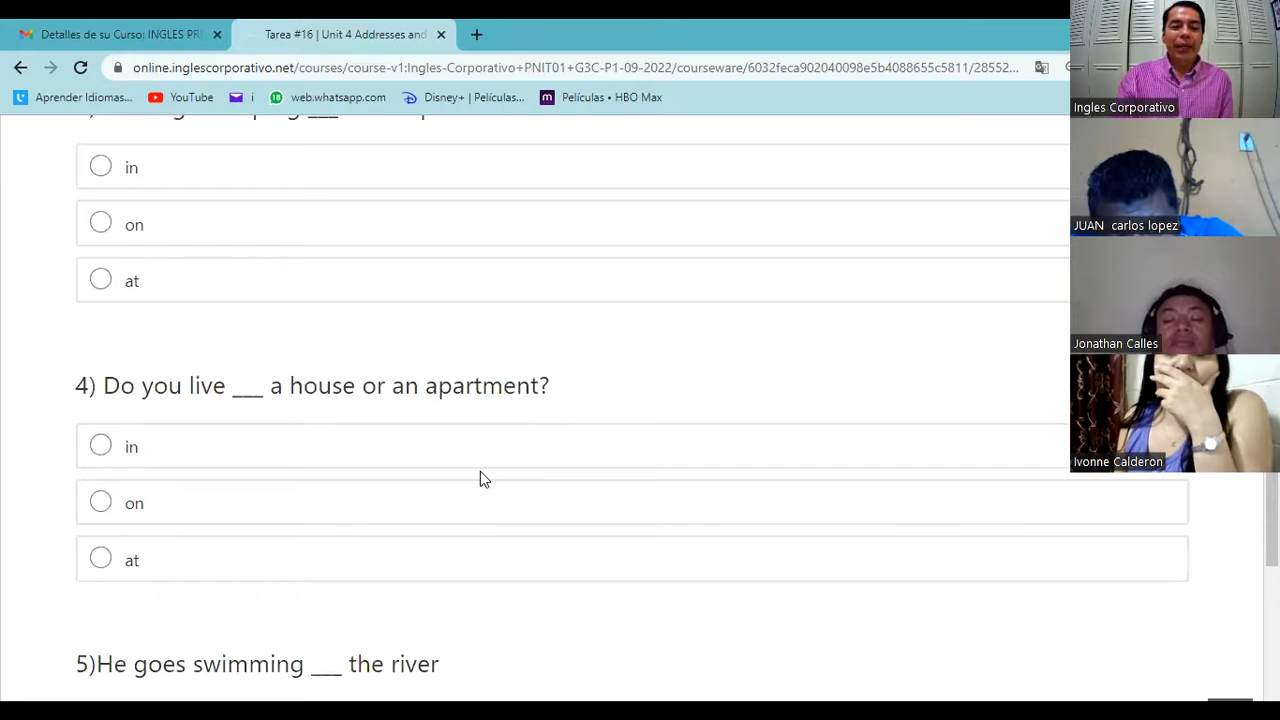 Detalles de su Curso: INGLES PR
Tarea #16 | Unit 4 Addresses and
online.inglescorporativo.net/courses/course-v1:Ingles-Corporativo+PNIT01+G3C-P1-09-2022/courseware/6032feca902040098e5b4088655c5811/28552...
Aprender Idiomas...
YouTube
i
web.whatsapp.com
Disney+ | Películas...
Películas • HBO Max
in
on
at
4) Do you live ___ a house or an apartment?
in
on
at
5)He goes swimming ___ the river
Ingles Corporativo
JUAN carlos lopez
Jonathan Calles
Ivonne Calderon